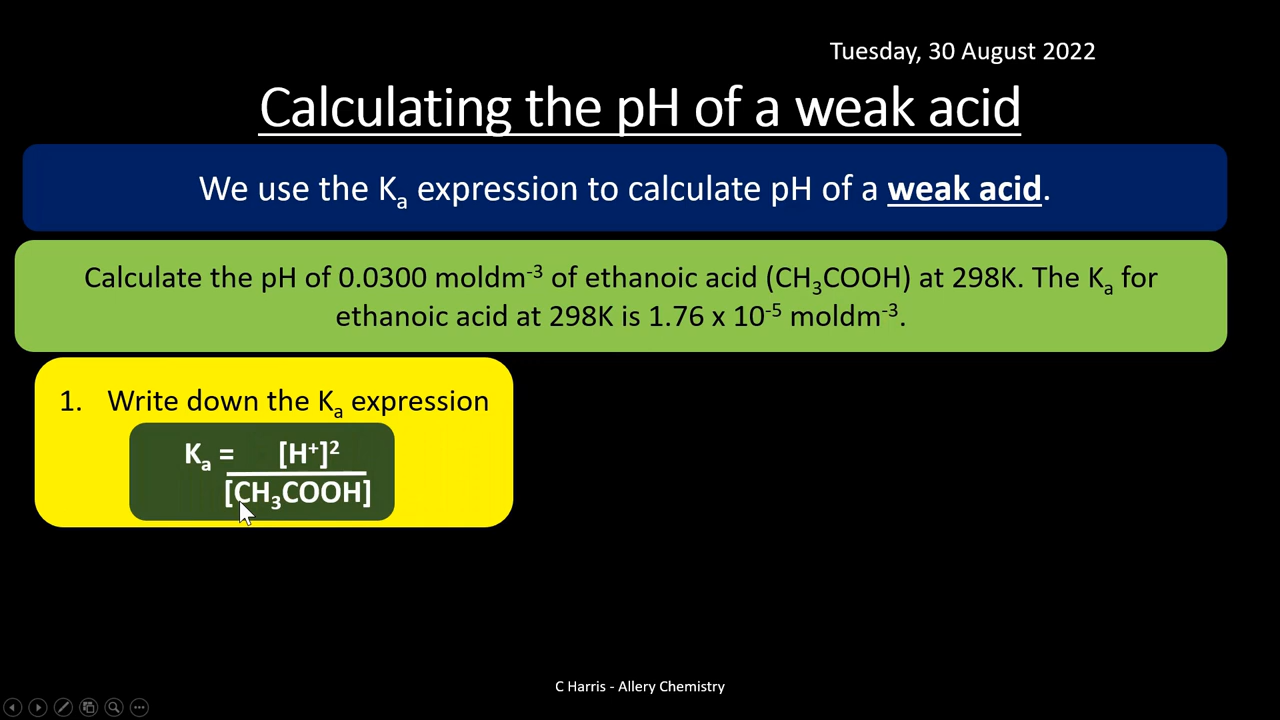 Tuesday, 30 August 2022
Calculating the pH of a weak acid
We use the Kₐ expression to calculate pH of a weak acid.
Calculate the pH of 0.0300 moldm⁻³ of ethanoic acid (CH₃COOH) at 298K. The Kₐ for
ethanoic acid at 298K is 1.76 x 10⁻⁵ moldm⁻³.
1. Write down the Kₐ expression
Kₐ = [H⁺]²
[CH₃COOH]
C Harris - Allery Chemistry